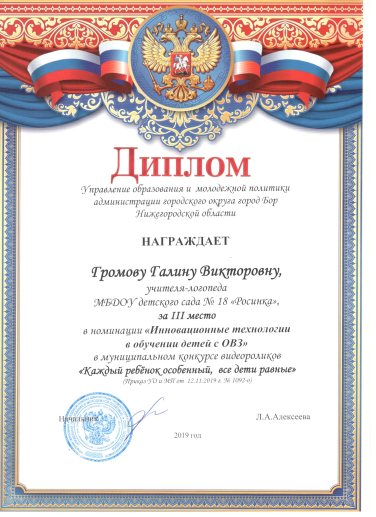 Диплом
Управление образования и молодежной политики
администрации городского округа город Бор
Нижегородской области
НАГРАЖДАЕТ
Громову Галину Викторовну,
учителя-логопеда
МБДОУ детского сада № 18 «Росинка»,
за III место
в номинации «Инновационные технологии
в обучении детей с ОВЗ»
в муниципальном конкурсе видеороликов
«Каждый ребёнок особенный, все дети равные»
(Приказ УО и МП от 12.11.2019 г. № 1092-о)
Начальник Л.А.Алексеева
2019 год